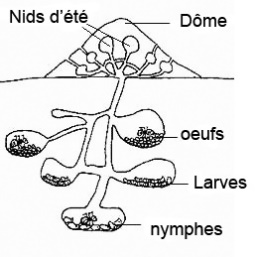 Nids d'été
Dôme
oeufs
Larves
nymphes